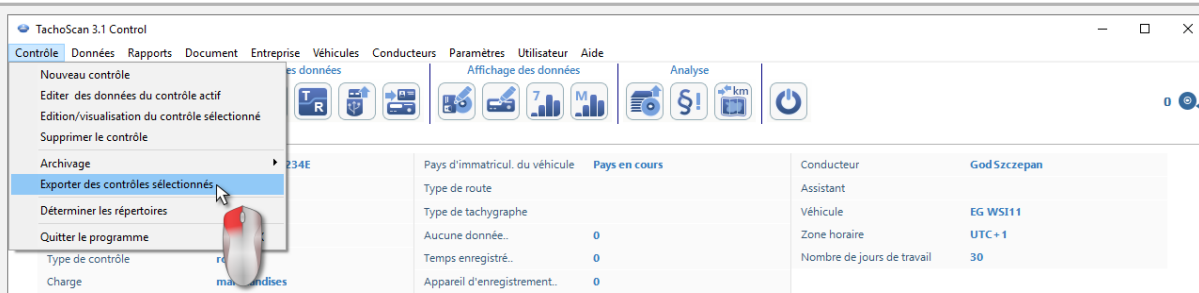 TachoScan 3.1 Control
Contrôle Données Rapports Document Entreprise Véhicules Conducteurs Paramètres Utilisateur Aide
Nouveau contrôle
Editer des données du contrôle actif
Edition/visualisation du contrôle sélectionné
Supprimer le contrôle
Archivage
Exporter des contrôles sélectionnés
Déterminer les répertoires
Quitter le programme
es données Affichage des données Analyse
T R 7 M §! km
0
234E Pays d'immatricul. du véhicule Pays en cours Conducteur God Szczepan
Type de route Assistant
Type de tachygraphe Véhicule EG WSI11
Aucune donnée.. 0 Zone horaire UTC+1
Type de contrôle Temps enregistré.. 0 Nombre de jours de travail 30
Charge Appareil d'enregistrement.. 0